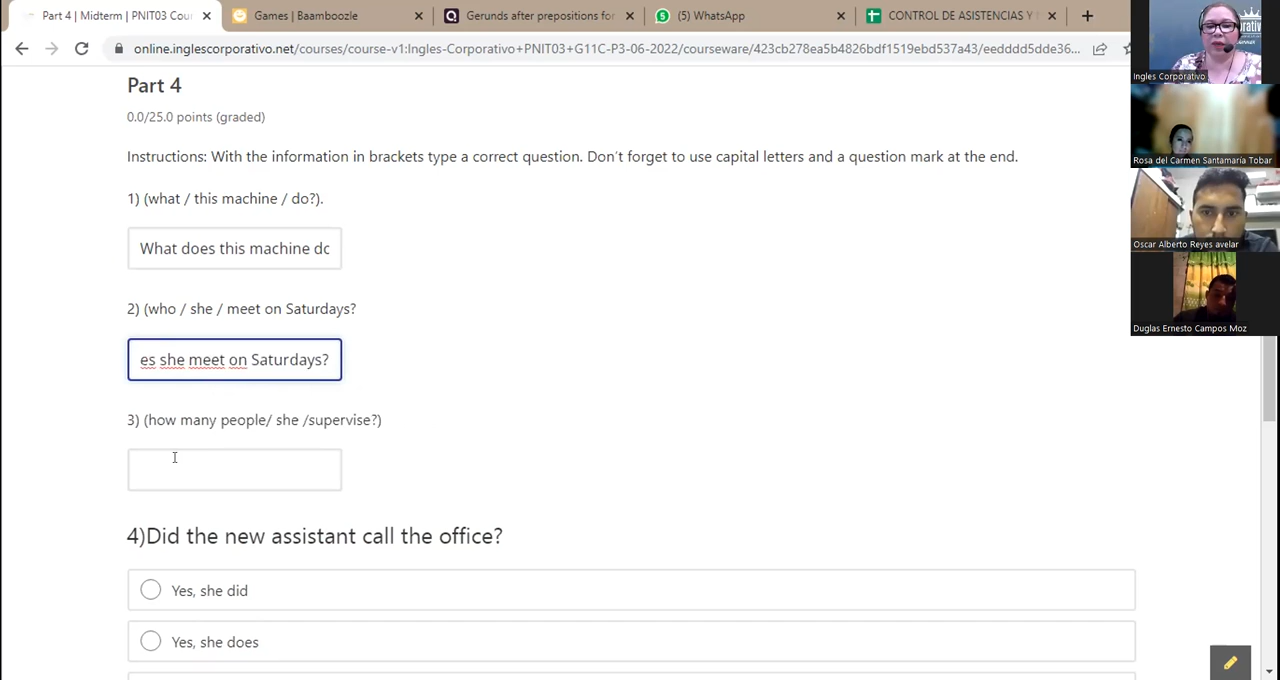 Part 4 | Midterm | PNIT03 Cour
Games | Baamboozle
Gerunds after prepositions for
(5) WhatsApp
CONTROL DE ASISTENCIAS Y
online.inglescorporativo.net/courses/course-v1:Ingles-Corporativo+PNIT03+G11C-P3-06-2022/courseware/423cb278ea5b4826bdf1519ebd537a43/eedddd5dde36...
Ingles Corporativo
Rosa del Carmen Santamaría Tobar
Oscar Alberto Reyes avelar
Duglas Ernesto Campos Moz
Part 4
0.0/25.0 points (graded)
Instructions: With the information in brackets type a correct question. Don't forget to use capital letters and a question mark at the end.
1) (what / this machine / do?).
What does this machine do
2) (who / she / meet on Saturdays?
es she meet on Saturdays?
3) (how many people/ she /supervise?)
4)Did the new assistant call the office?
Yes, she did
Yes, she does